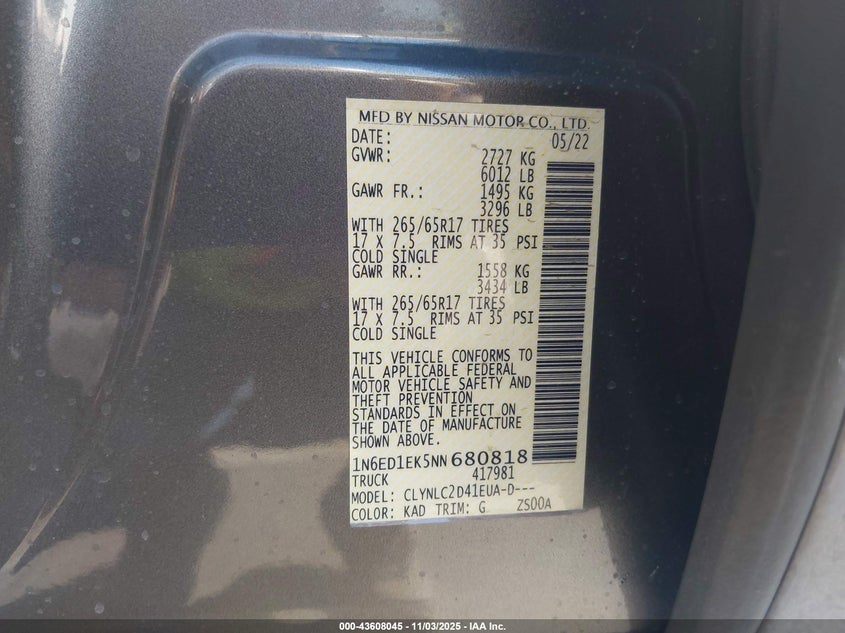 MFD BY NISSAN MOTOR CO., LTD.
DATE: 05/22
GVWR: 2727 KG
6012 LB
GAWR FR.: 1495 KG
3296 LB
WITH 265/65R17 TIRES
17 X 7.5 RIMS AT 35 PSI
COLD SINGLE
GAWR RR.: 1558 KG
3434 LB
WITH 265/65R17 TIRES
17 X 7.5 RIMS AT 35 PSI
COLD SINGLE
THIS VEHICLE CONFORMS TO
ALL APPLICABLE FEDERAL
MOTOR VEHICLE SAFETY AND
THEFT PREVENTION
STANDARDS IN EFFECT ON
THE DATE OF MANUFACTURE
SHOWN ABOVE.
1N6ED1EK5NN680818
TRUCK 417981
MODEL: CLYNLC2D41EUA-D---
COLOR: KAD TRIM: G ZS00A
000-43608045 - 11/03/2025 - IAA Inc.